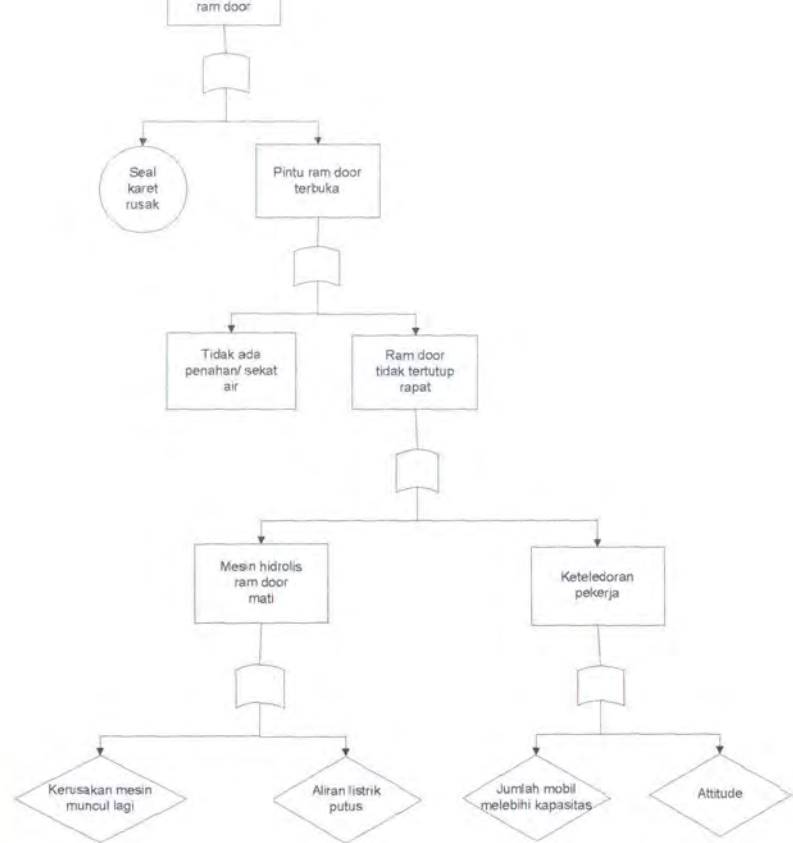 ram door
Seal
karet
rusak
Pintu ram door
terbuka
Tidak ada
penahan/ sekat
air
Ram door
tidak tertutup
rapat
Mesin hidrolis
ram door
mati
Keteledoran
pekerja
Kerusakan mesin
muncul lagi
Aliran listrik
putus
Jumlah mobil
melebihi kapasitas
Attitude